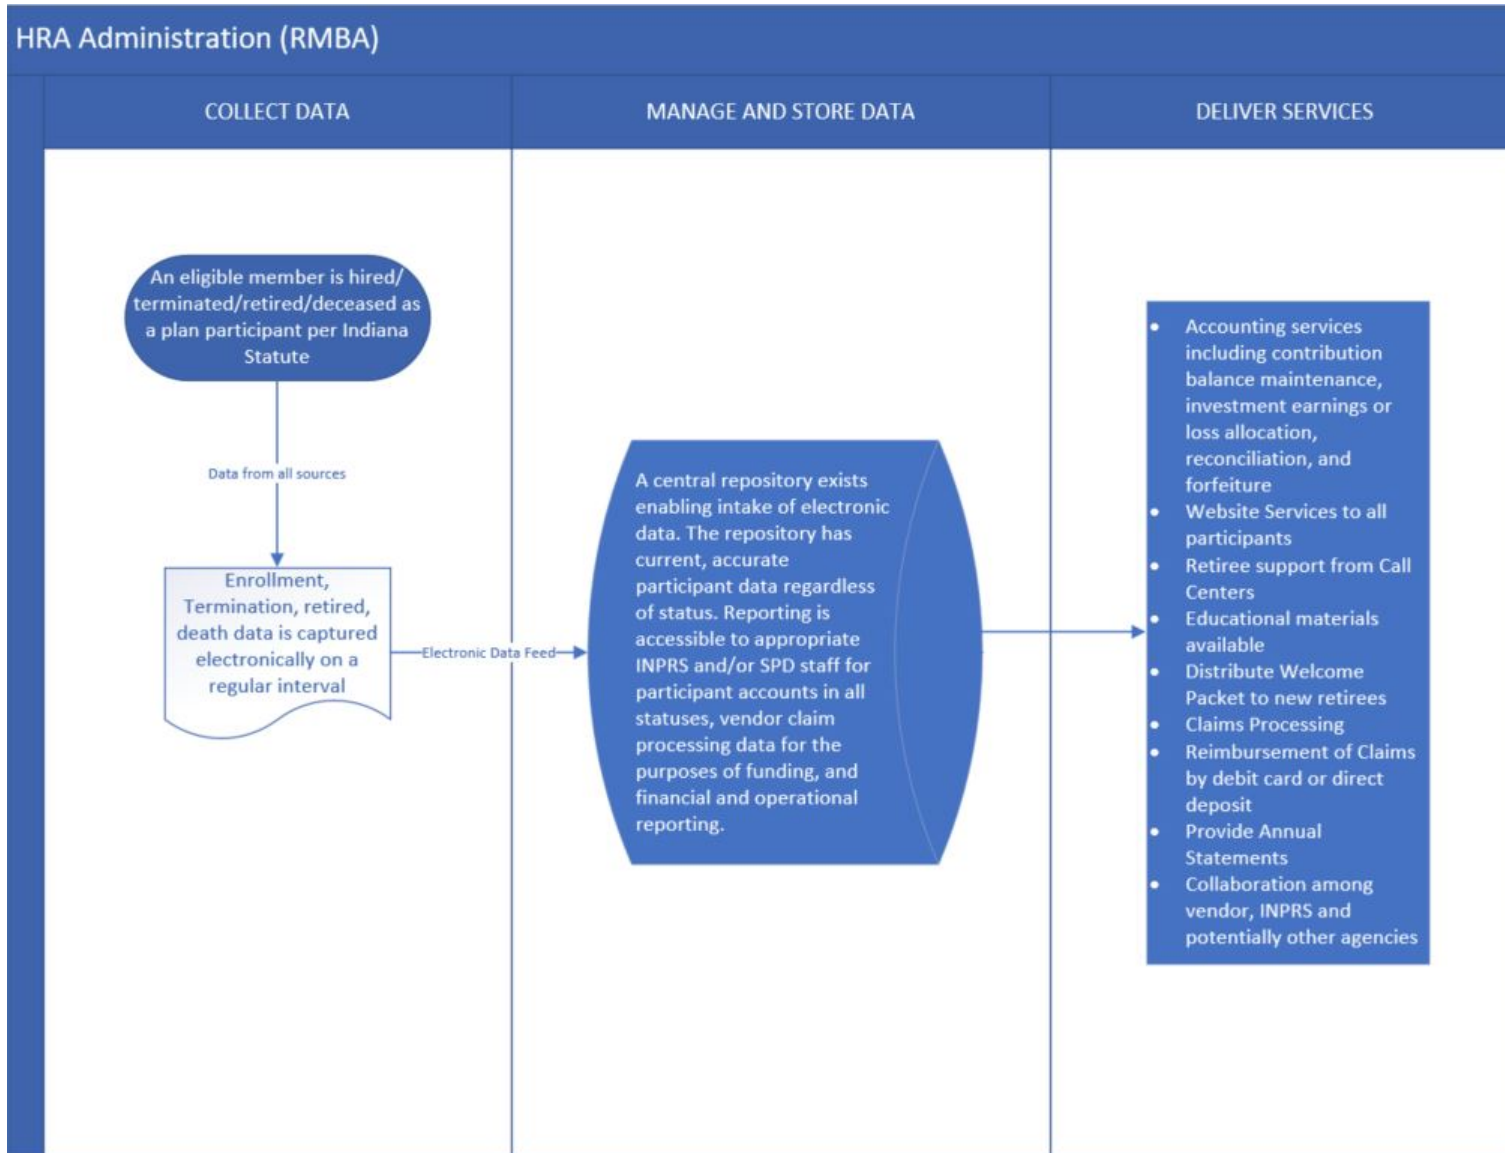 HRA Administration (RMBA)
COLLECT DATA
MANAGE AND STORE DATA
DELIVER SERVICES
An eligible member is hired/
terminated/retired/deceased as
a plan participant per Indiana
Statute
Data from all sources
Enrollment,
Termination, retired,
death data is captured
electronically on a
regular interval
Electronic Data Feed
A central repository exists
enabling intake of electronic
data. The repository has
current, accurate
participant data regardless
of status. Reporting is
accessible to appropriate
INPRS and/or SPD staff for
participant accounts in all
statuses, vendor claim
processing data for the
purposes of funding, and
financial and operational
reporting.
• Accounting services
including contribution
balance maintenance,
investment earnings or
loss allocation,
reconciliation, and
forfeiture
• Website Services to all
participants
• Retiree support from Call
Centers
• Educational materials
available
• Distribute Welcome
Packet to new retirees
• Claims Processing
• Reimbursement of Claims
by debit card or direct
deposit
• Provide Annual
Statements
• Collaboration among
vendor, INPRS and
potentially other agencies